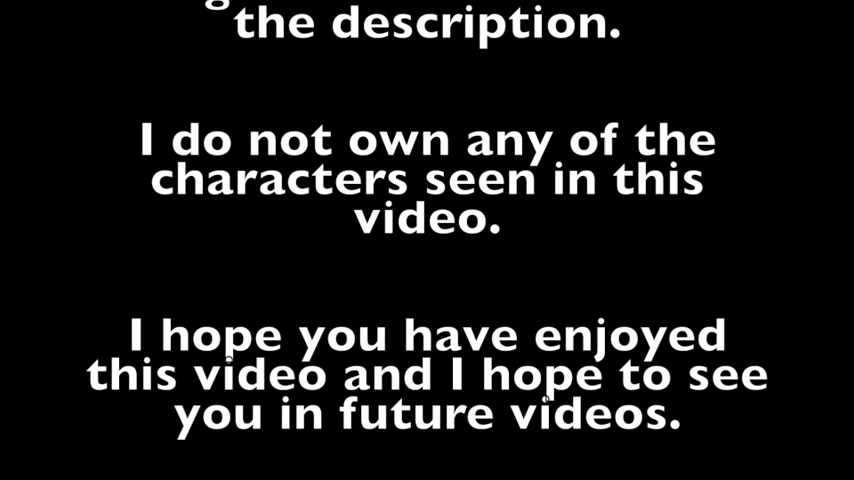 the description.
I do not own any of the
characters seen in this
video.
I hope you have enjoyed
this video and I hope to see
you in future videos.